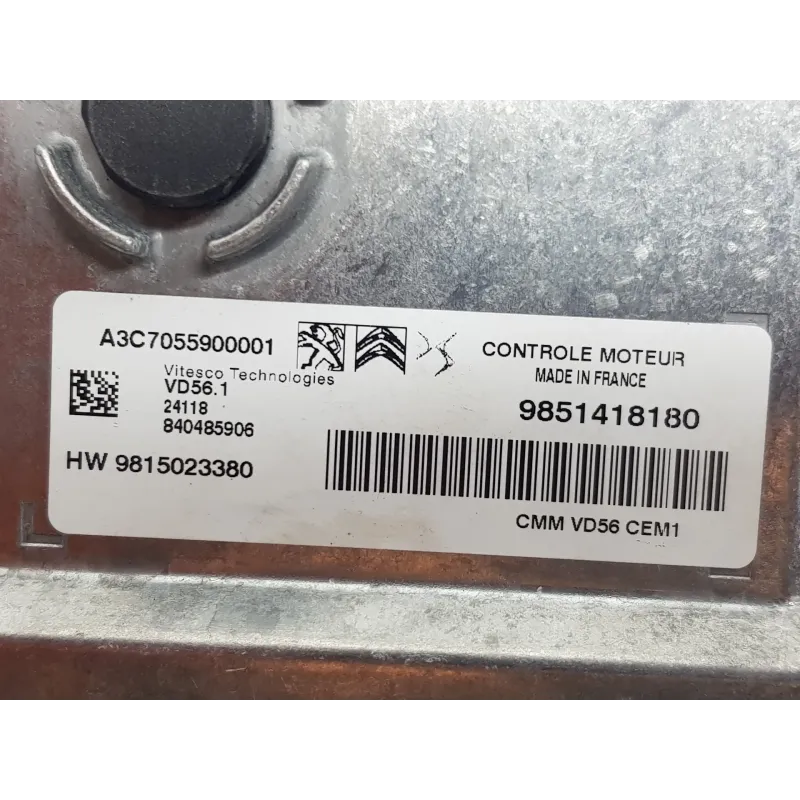 A3C7055900001
Vitesco Technologies
VD56.1
24118
840485906
HW 9815023380
CONTROLE MOTEUR
MADE IN FRANCE
9851418180
CMM VD56 CEM1